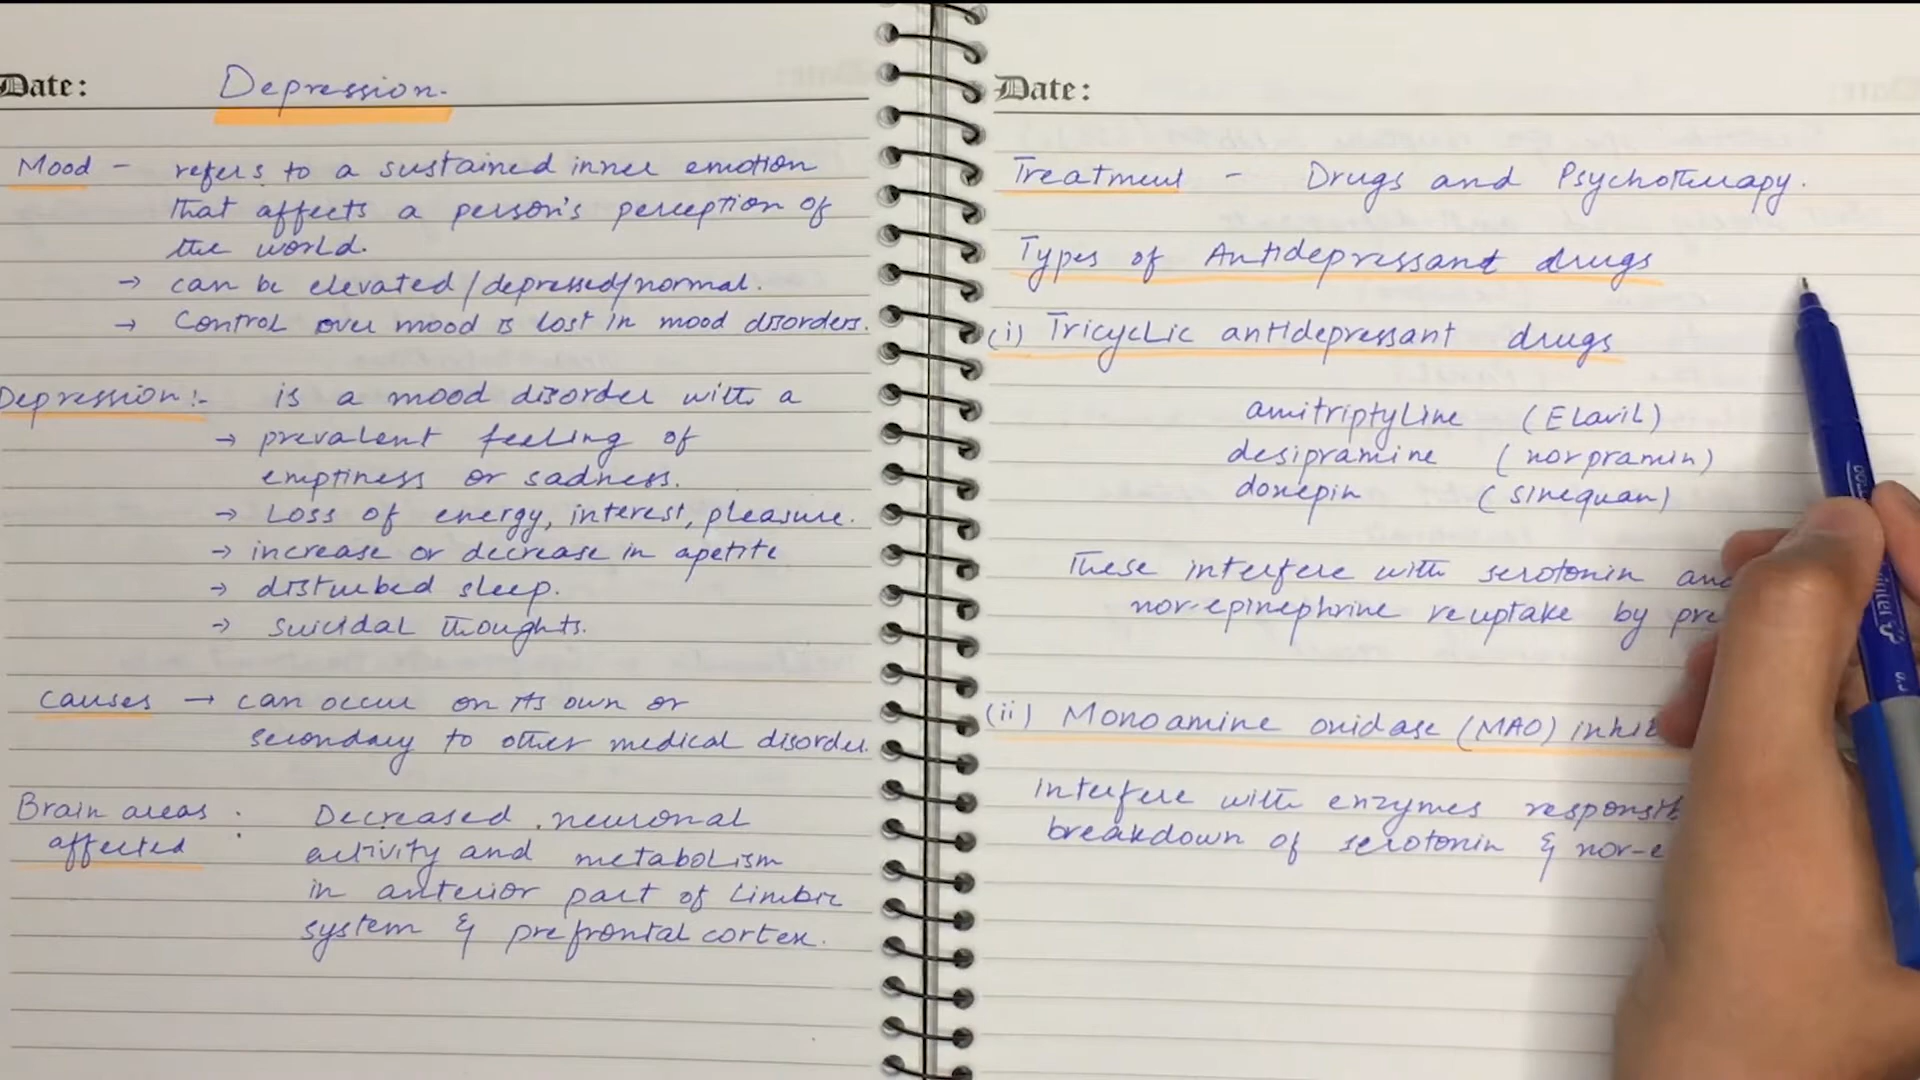 Date: Depression.
Mood - refers to a sustained inner emotion
that affects a person's perception of
the world.
→ can be elevated/depressed/normal.
→ Control over mood is lost in mood disorders.
Depression:- is a mood disorder with a
→ prevalent feeling of
emptiness or sadness.
→ Loss of energy, interest, pleasure.
→ increase or decrease in apetite
→ disturbed sleep.
→ suicidal thoughts.
causes → can occur on its own or
secondary to other medical disorder.
Brain areas : Decreased neuronal
affected activity and metabolism
in anterior part of Limbic
system & prefrontal cortex.
Date:
Treatment - Drugs and Psychotherapy.
Types of Antidepressant drugs
(i) Tricyclic antidepressant drugs
amitriptyline (Elavil)
desipramine (norpramin)
doxepin (sinequan)
These interfere with serotonin and
nor-epinephrine reuptake by pre
(ii) Monoamine oxidase (MAO) inhib
Interfere with enzymes responsib
breakdown of serotonin & nor-e